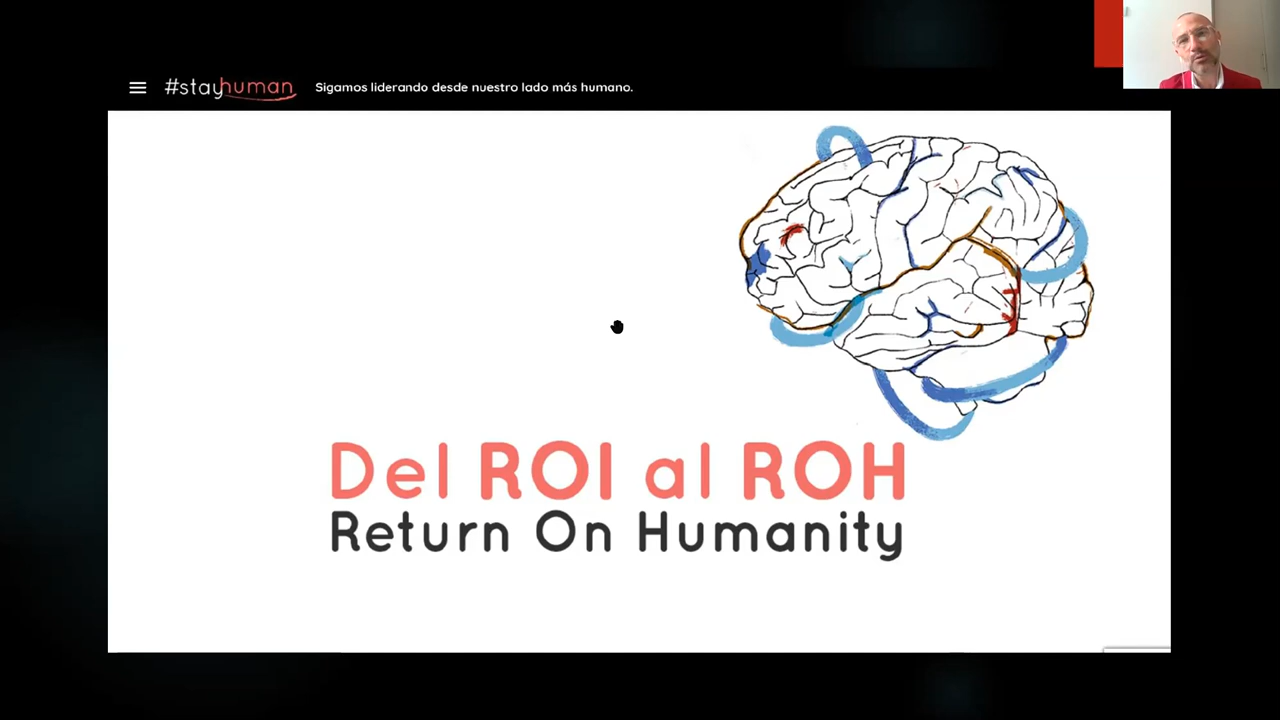 #stayhuman
Sigamos liderando desde nuestro lado más humano.
Del ROI al ROH
Return On Humanity